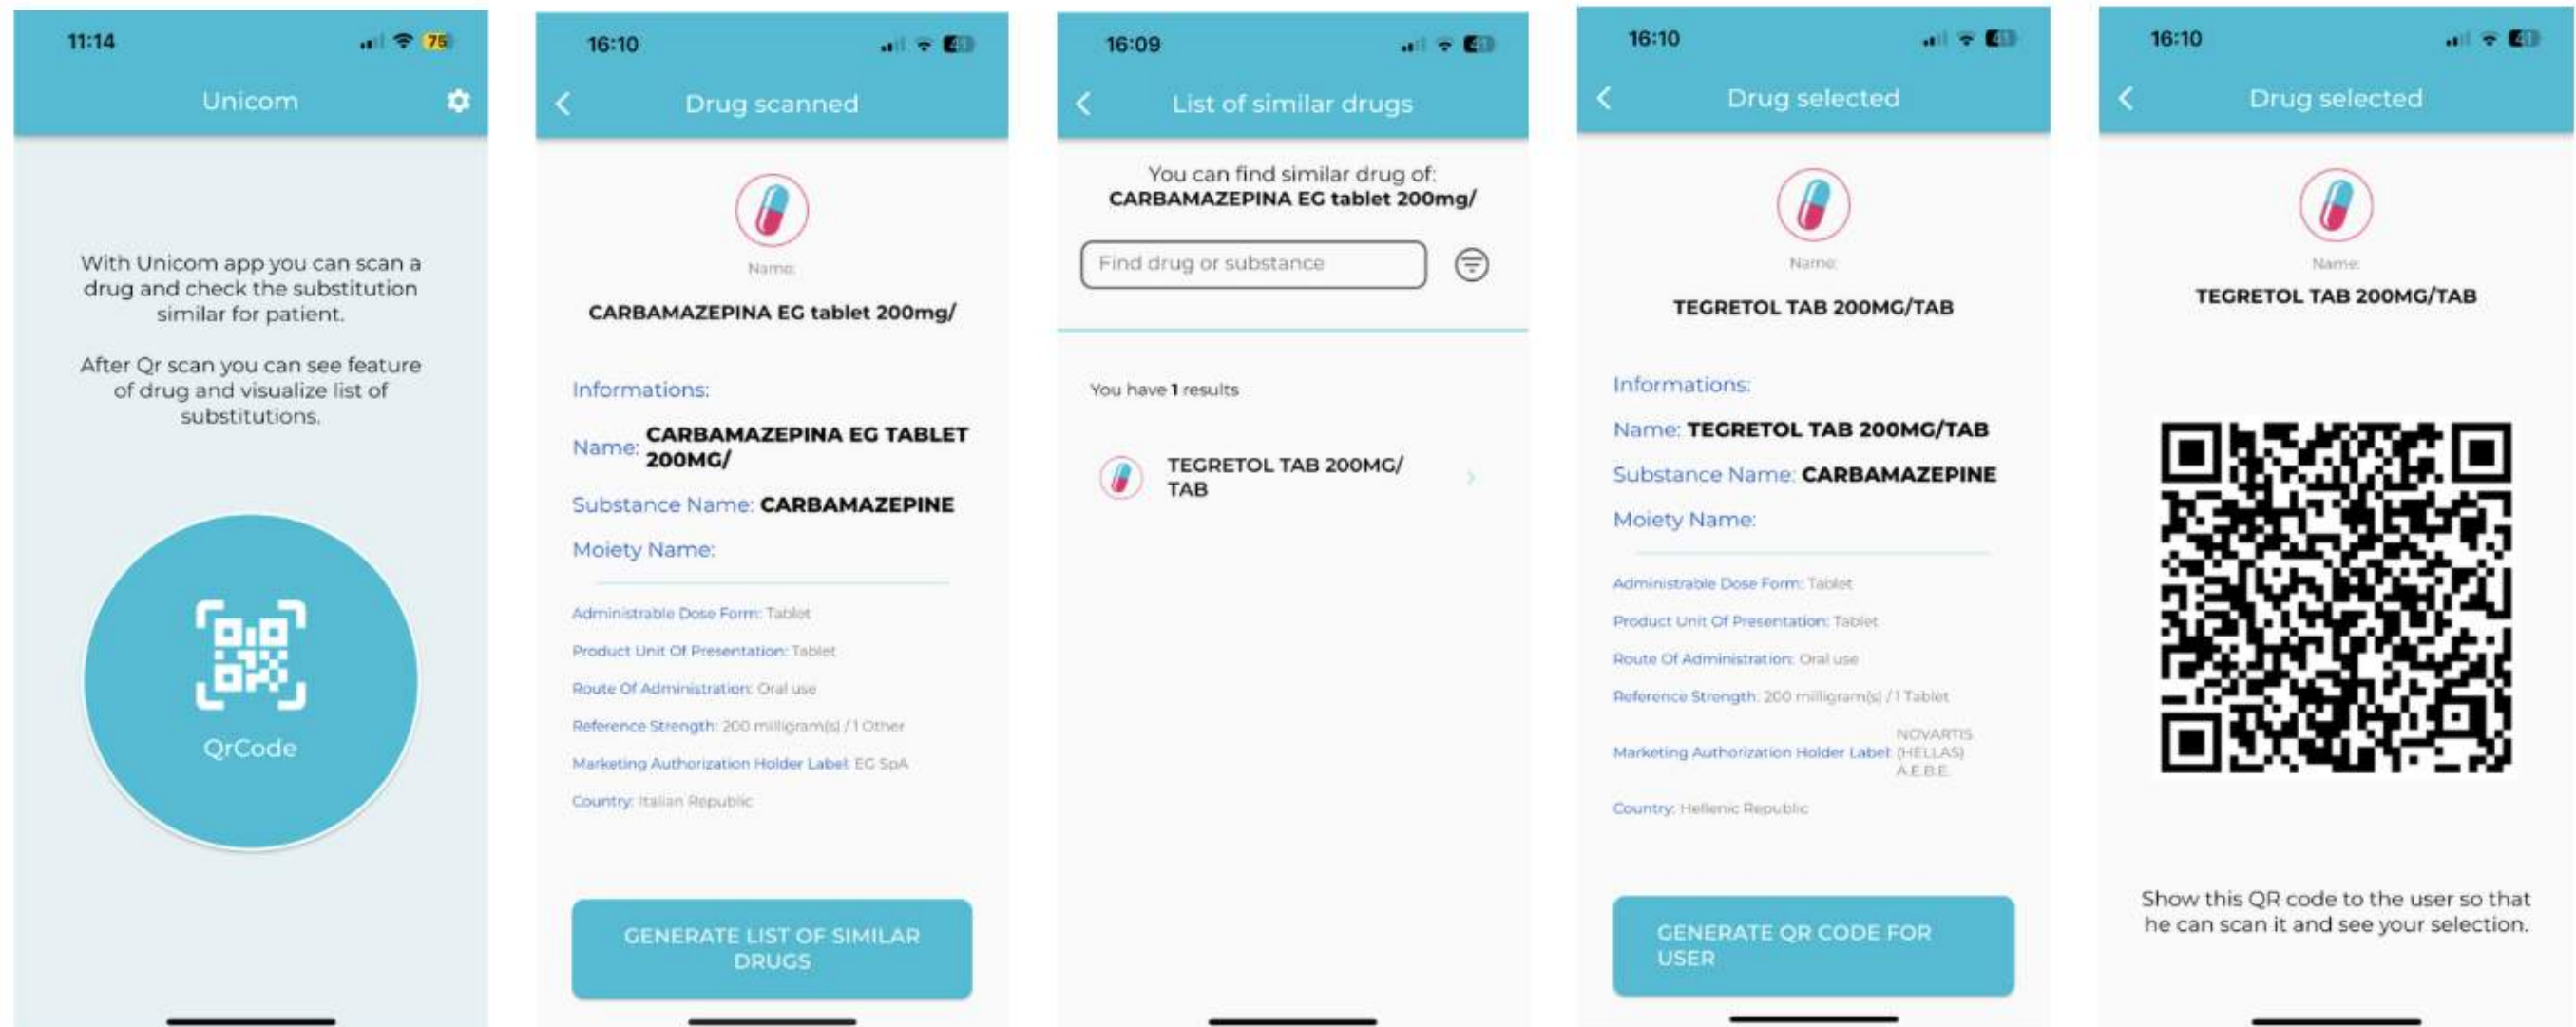 11:14
75
Unicom
With Unicom app you can scan a
drug and check the substitution
similar for patient.
After Qr scan you can see feature
of drug and visualize list of
substitutions.
QrCode
16:10
41
Drug scanned
Name:
CARBAMAZEPINA EG tablet 200mg/
Informations:
Name: CARBAMAZEPINA EG TABLET
200MG/
Substance Name: CARBAMAZEPINE
Moiety Name:
Administrable Dose Form: Tablet
Product Unit Of Presentation: Tablet
Route Of Administration: Oral use
Reference Strength: 200 milligram(s) / 1 Other
Marketing Authorization Holder Label: EG SpA
Country: Italian Republic
GENERATE LIST OF SIMILAR
DRUGS
16:09
41
List of similar drugs
You can find similar drug of:
CARBAMAZEPINA EG tablet 200mg/
Find drug or substance
You have 1 results
TEGRETOL TAB 200MG/
TAB
16:10
41
Drug selected
Name:
TEGRETOL TAB 200MG/TAB
Informations:
Name: TEGRETOL TAB 200MG/TAB
Substance Name: CARBAMAZEPINE
Moiety Name:
Administrable Dose Form: Tablet
Product Unit Of Presentation: Tablet
Route Of Administration: Oral use
Reference Strength: 200 milligram(s) / 1 Tablet
Marketing Authorization Holder Label: NOVARTIS
(HELLAS)
A.E.B.E.
Country: Hellenic Republic
GENERATE QR CODE FOR
USER
16:10
41
Drug selected
Name:
TEGRETOL TAB 200MG/TAB
Show this QR code to the user so that
he can scan it and see your selection.